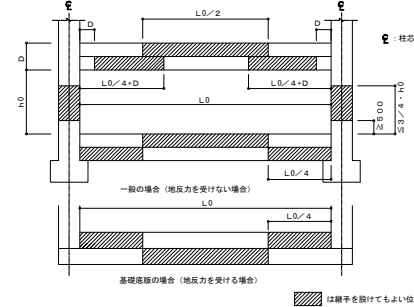 ℄
℄
L0／2
D
D
℄：柱芯
D
L0／4+D
L0／4+D
h0
L0
≧500
≦3／4・h0
L0／4
一般の場合（地反力を受けない場合）
L0
L0／4
基礎底版の場合（地反力を受ける場合）
は継手を設けてもよい位